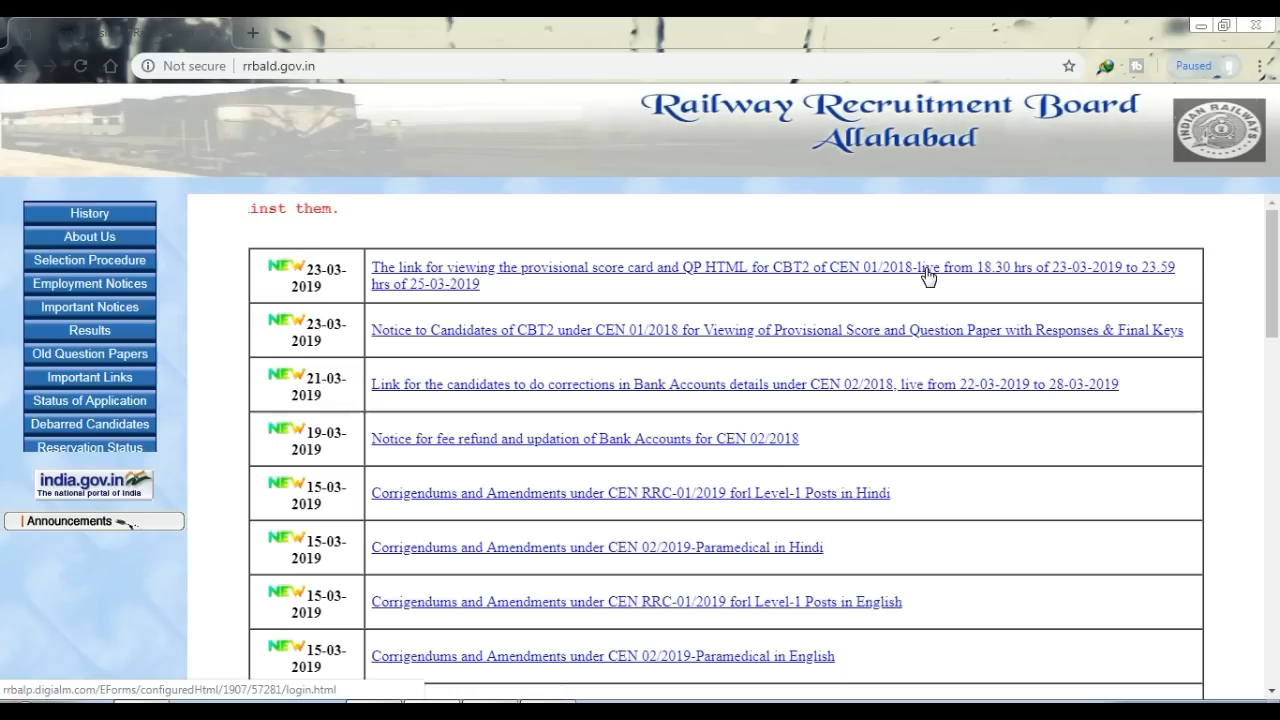 Not secure | rrbald.gov.in
Paused
Railway Recruitment Board
Allahabad
INDIAN RAILWAYS
History
About Us
Selection Procedure
Employment Notices
Important Notices
Results
Old Question Papers
Important Links
Status of Application
Debarred Candidates
Reservation Status
india.gov.in
The national portal of India
Announcements
inst them.
NEW 23-03-
2019
The link for viewing the provisional score card and QP HTML for CBT2 of CEN 01/2018-live from 18.30 hrs of 23-03-2019 to 23.59
hrs of 25-03-2019
NEW 23-03-
2019
Notice to Candidates of CBT2 under CEN 01/2018 for Viewing of Provisional Score and Question Paper with Responses & Final Keys
NEW 21-03-
2019
Link for the candidates to do corrections in Bank Accounts details under CEN 02/2018, live from 22-03-2019 to 28-03-2019
NEW 19-03-
2019
Notice for fee refund and updation of Bank Accounts for CEN 02/2018
NEW 15-03-
2019
Corrigendums and Amendments under CEN RRC-01/2019 forl Level-1 Posts in Hindi
NEW 15-03-
2019
Corrigendums and Amendments under CEN 02/2019-Paramedical in Hindi
NEW 15-03-
2019
Corrigendums and Amendments under CEN RRC-01/2019 forl Level-1 Posts in English
NEW 15-03-
2019
Corrigendums and Amendments under CEN 02/2019-Paramedical in English
rrbalp.digialm.com/EForms/configuredHtml/1907/57281/login.html